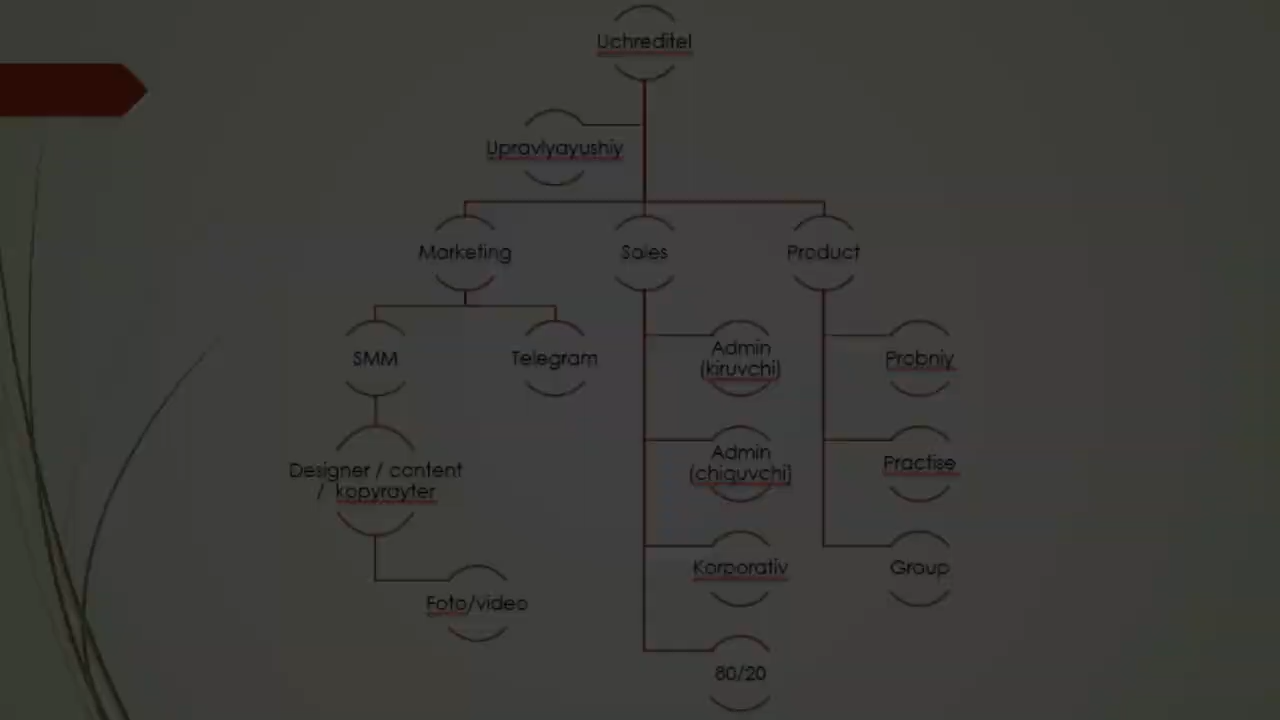 Uchreditel
Upravlyayushiy
Marketing
Sales
Product
SMM
Telegram
Admin
(kiruvchi)
Probniy
Designer / content
/ kopyrayter
Admin
(chiquvchi)
Practise
Korporativ
Group
Foto/video
80/20